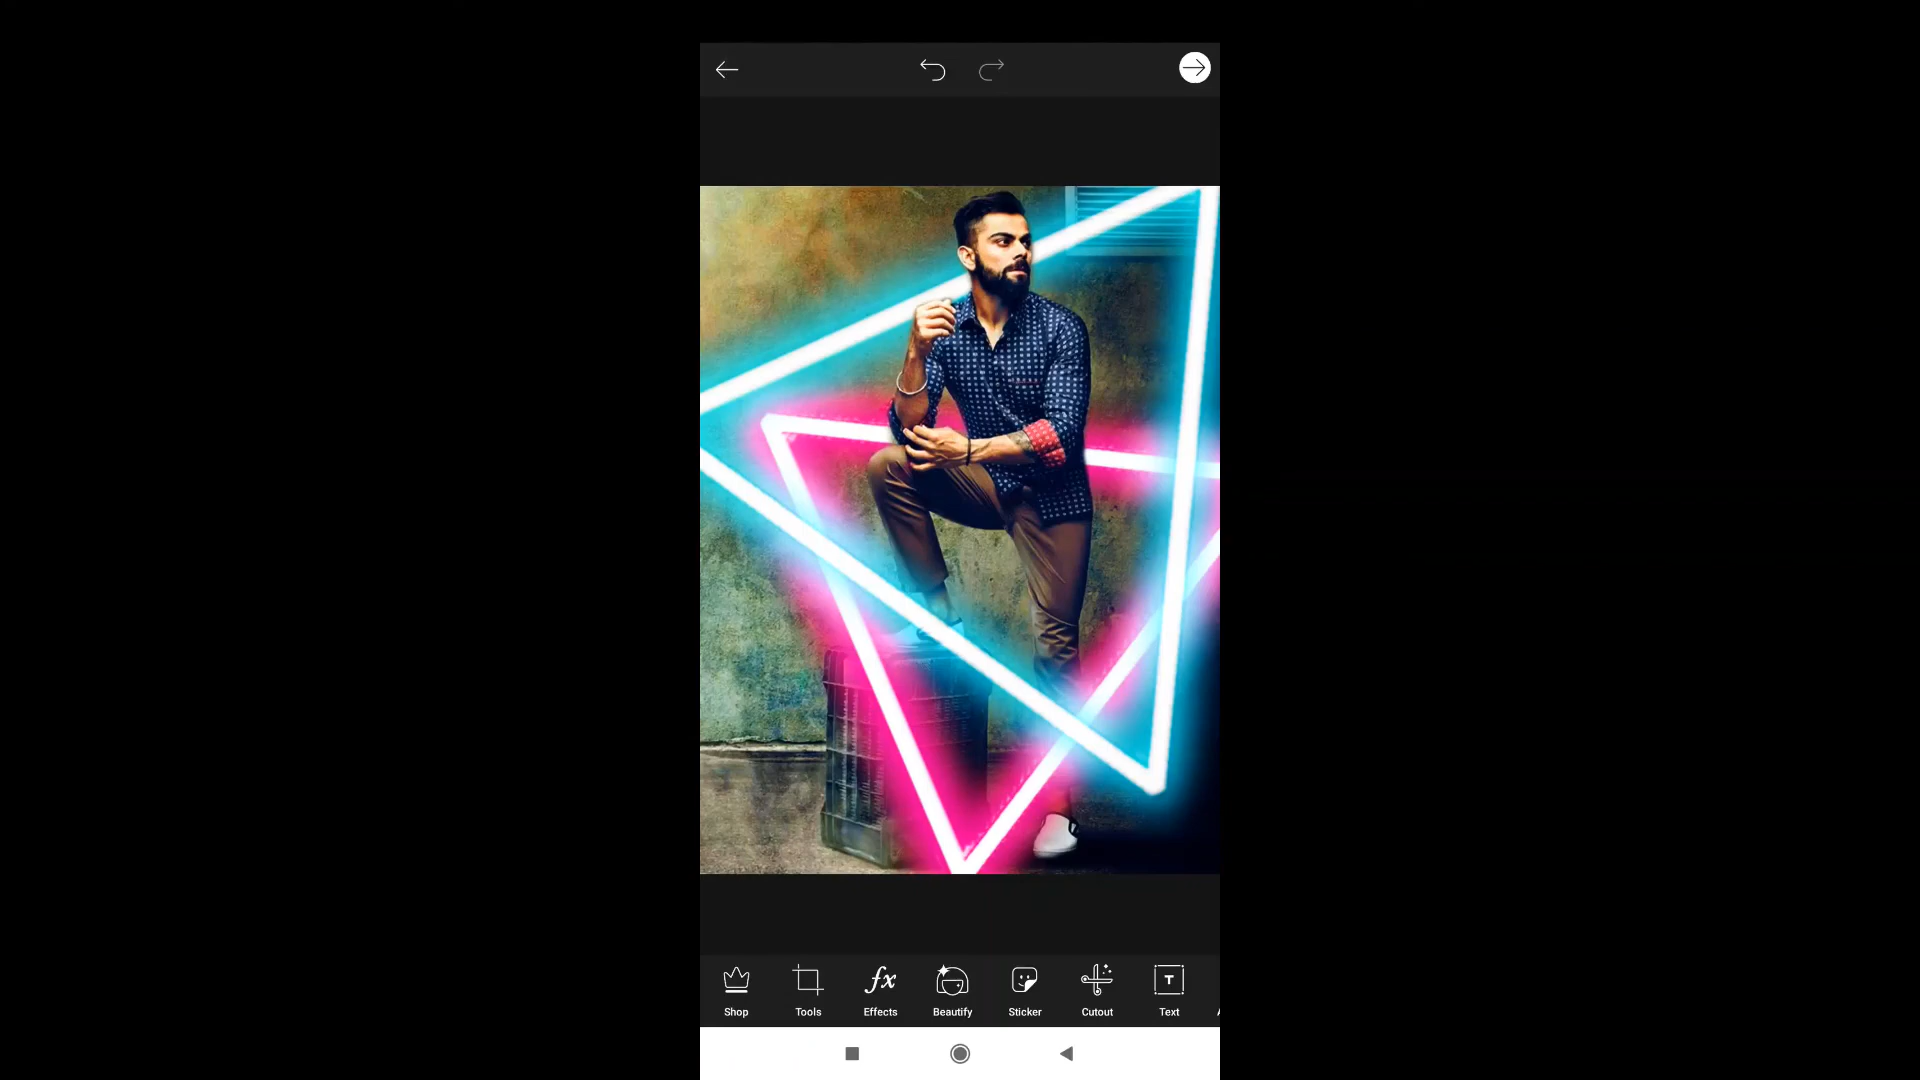 Shop
Tools
Effects
Beautify
Sticker
Cutout
Text